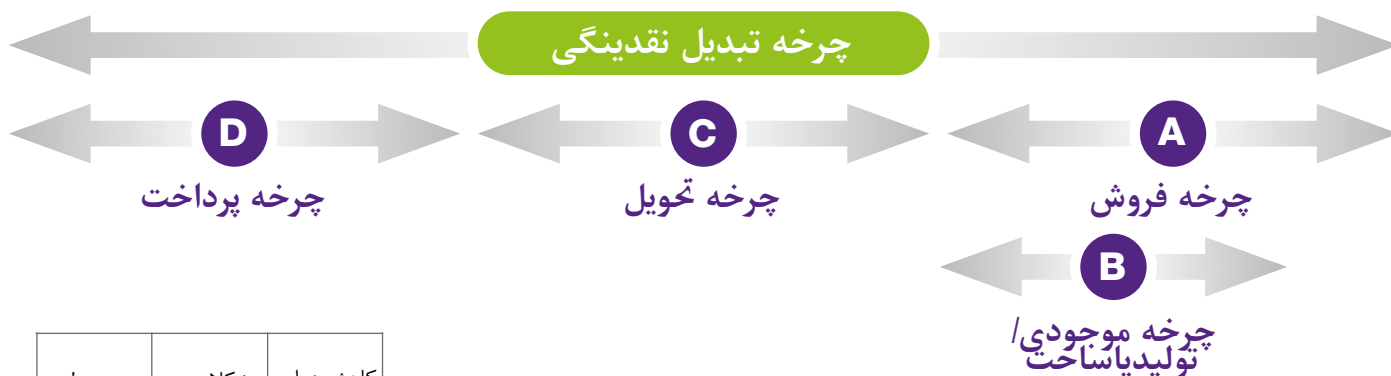 چرخه تبدیل نقدینگی
A
چرخه فروش
C
چرخه تحویل
D
چرخه پرداخت
B
چرخه موجودی/
تولیدیاساخت